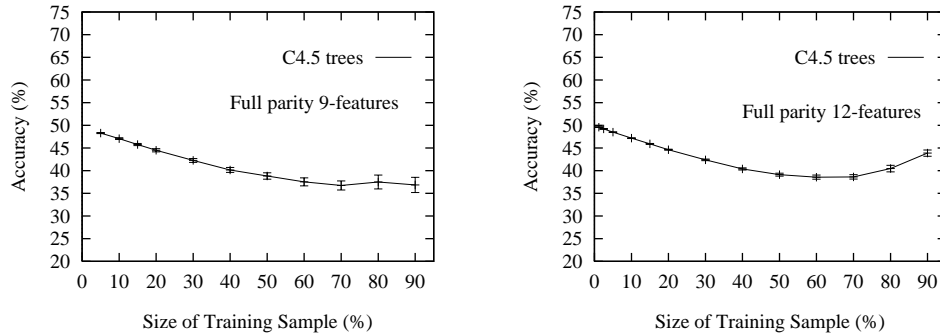 75
70
65
60
55
50
45
40
35
30
25
20
Accuracy (%)
C4.5 trees
Full parity 9-features
0 10 20 30 40 50 60 70 80 90
Size of Training Sample (%)
75
70
65
60
55
50
45
40
35
30
25
20
Accuracy (%)
C4.5 trees
Full parity 12-features
0 10 20 30 40 50 60 70 80 90
Size of Training Sample (%)